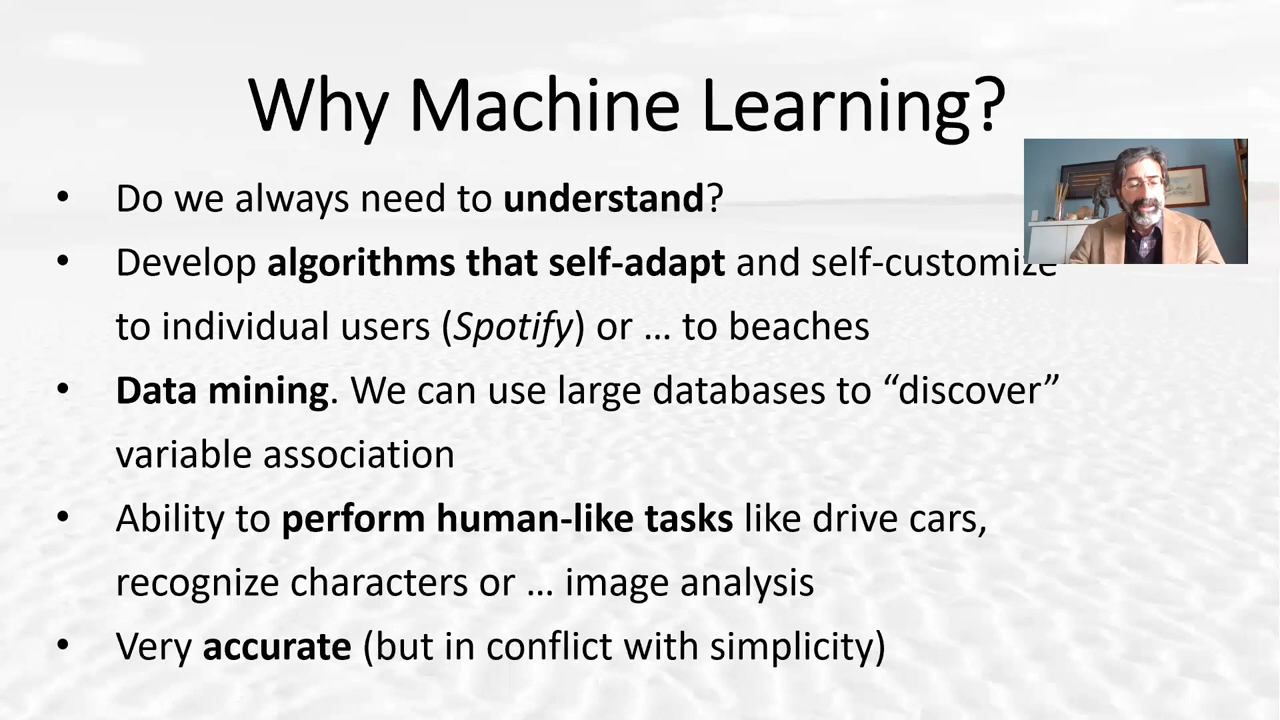 Why Machine Learning?
• Do we always need to understand?
• Develop algorithms that self-adapt and self-customize
to individual users (Spotify) or … to beaches
• Data mining. We can use large databases to “discover”
variable association
• Ability to perform human-like tasks like drive cars,
recognize characters or … image analysis
• Very accurate (but in conflict with simplicity)